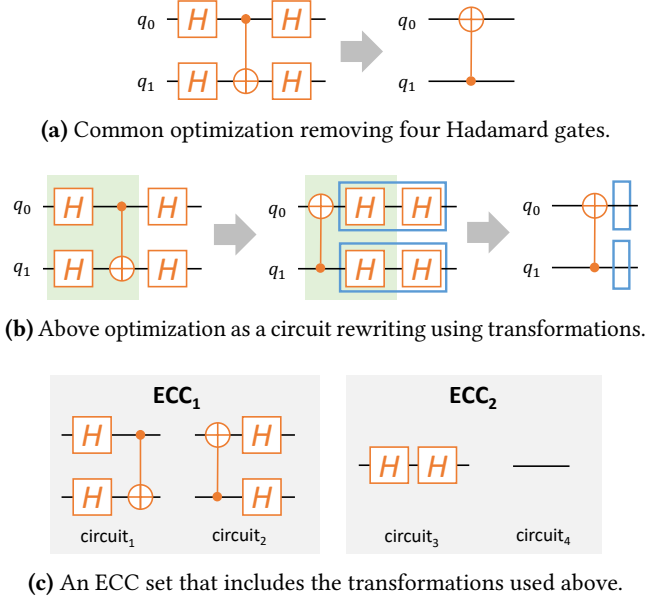 q₀ H H q₀
q₁ H H q₁
(a) Common optimization removing four Hadamard gates.
q₀ H H q₀ H H q₀
q₁ H H q₁ H H q₁
(b) Above optimization as a circuit rewriting using transformations.
ECC₁ ECC₂
H H
H H
H H
circuit₁ circuit₂ circuit₃ circuit₄
(c) An ECC set that includes the transformations used above.